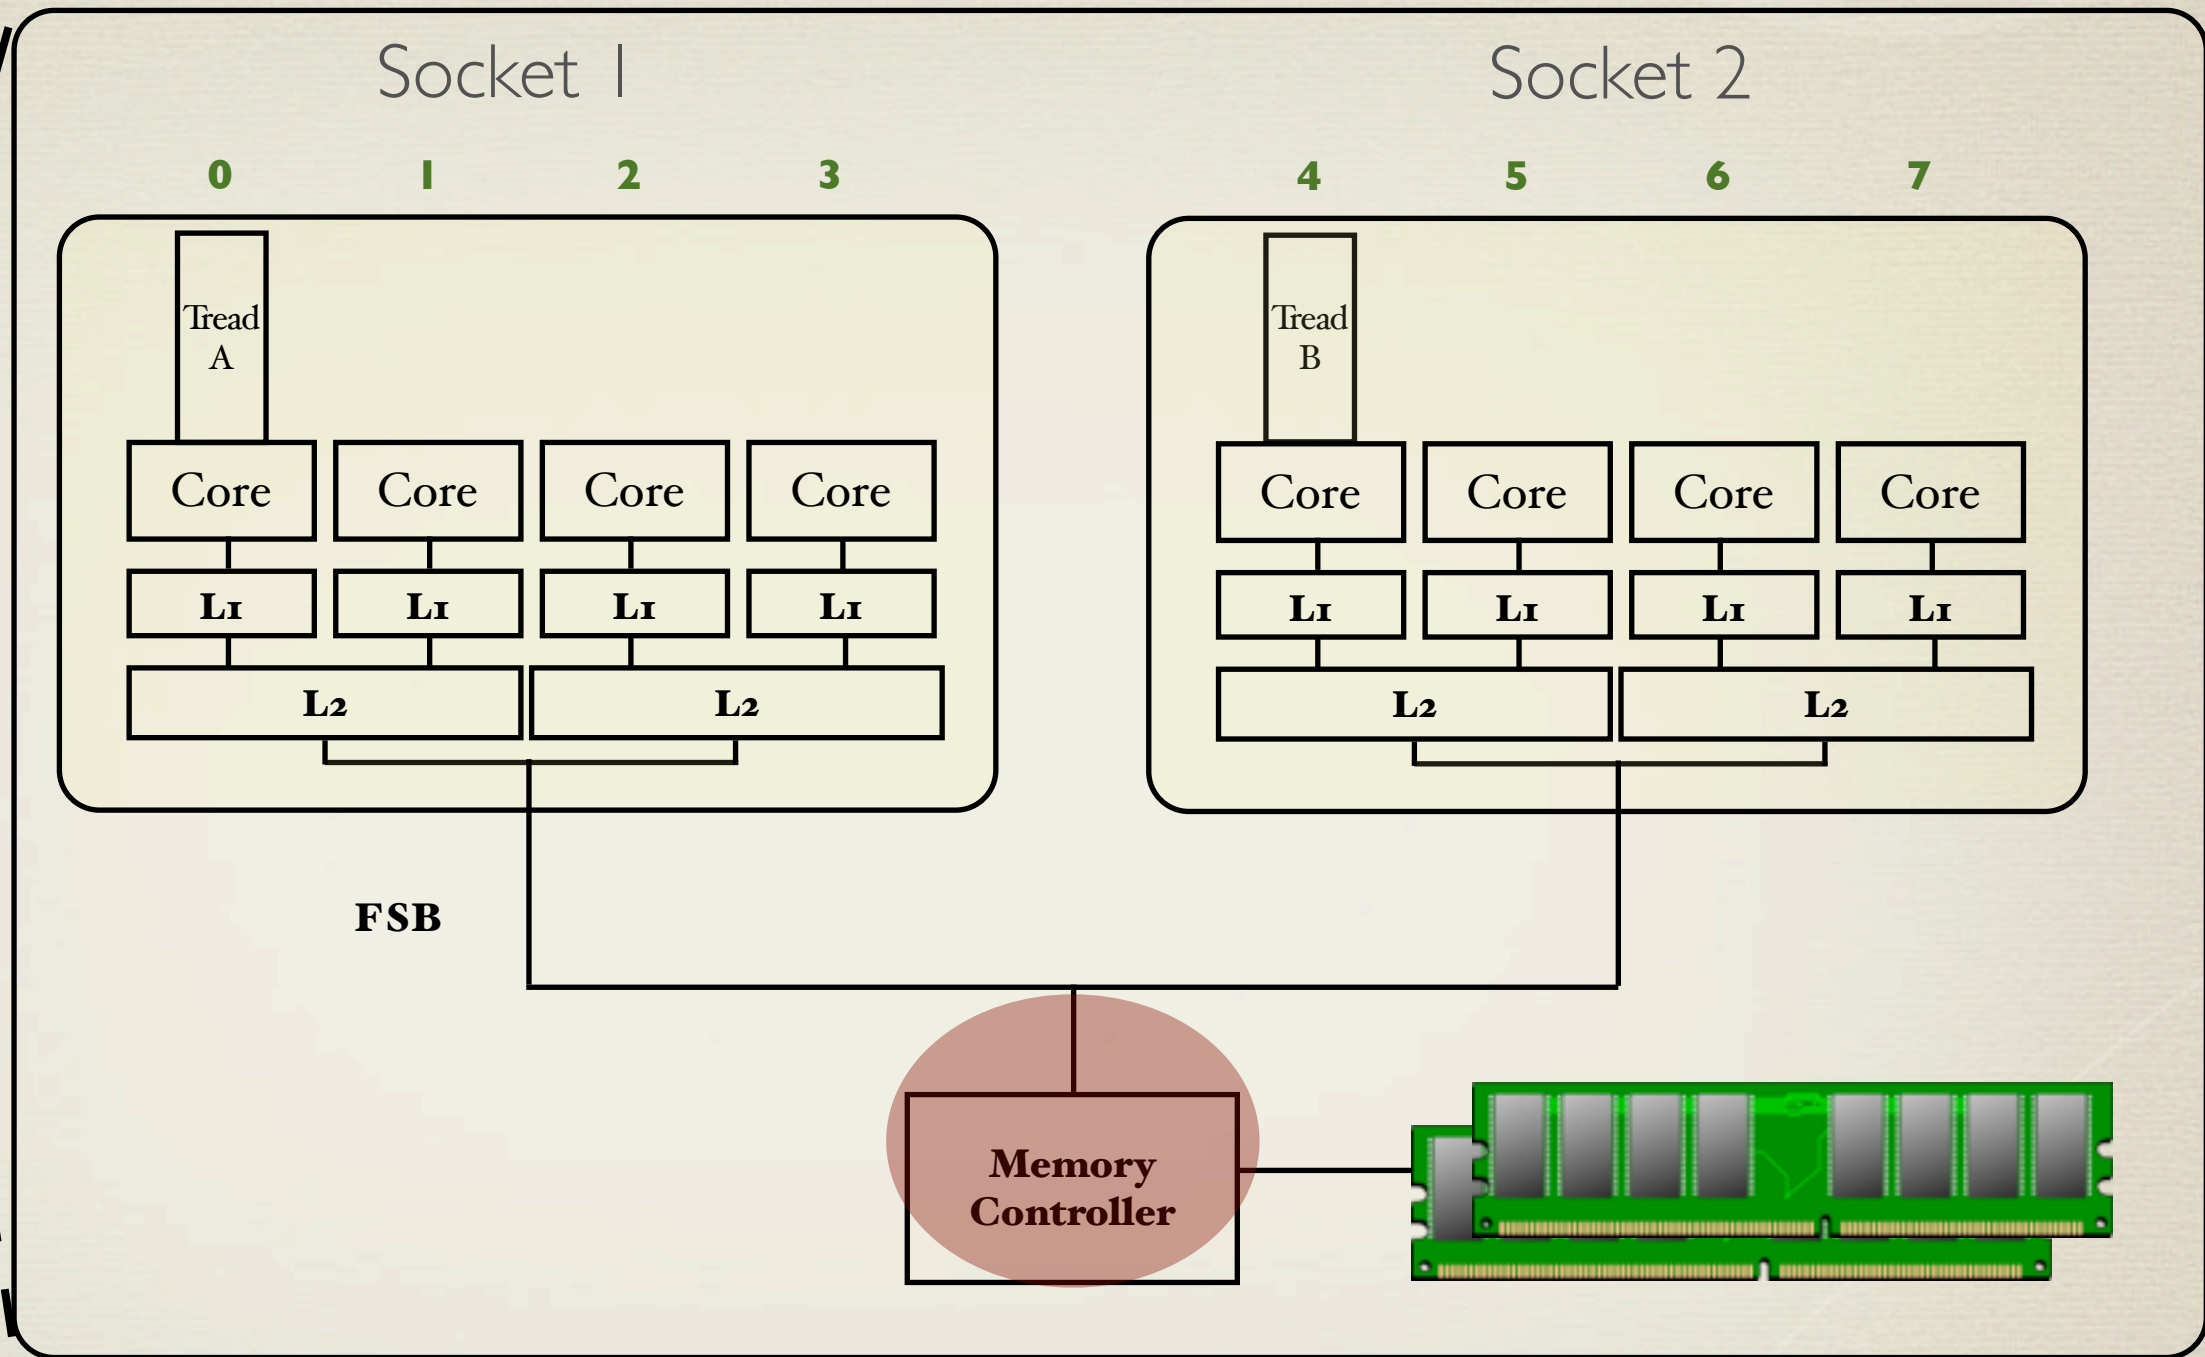 Socket 1
Socket 2
0 1 2 3
4 5 6 7
Tread
A
Tread
B
Core Core Core Core
Core Core Core Core
L1 L1 L1 L1
L1 L1 L1 L1
L2 L2
L2 L2
FSB
Memory
Controller